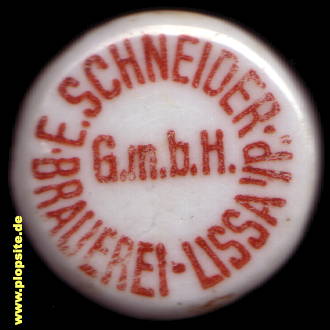 B.E.SCHNEIDER·
G.m.b.H.
BRAUEREI-LISSA i/P.
www.plopsite.de